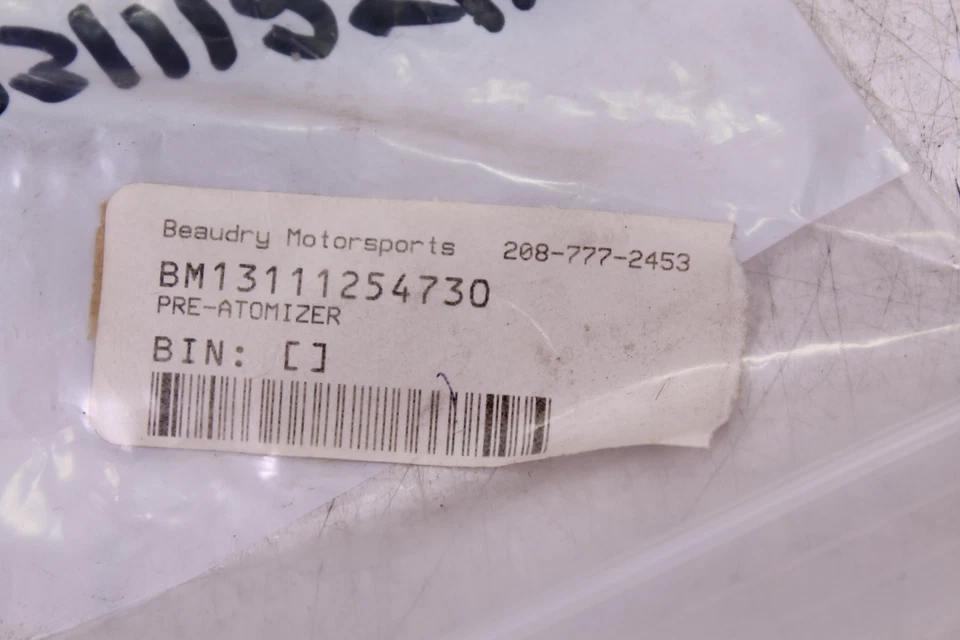 Beaudry Motorsports 208-777-2453
BM13111254730
PRE-ATOMIZER
BIN: []